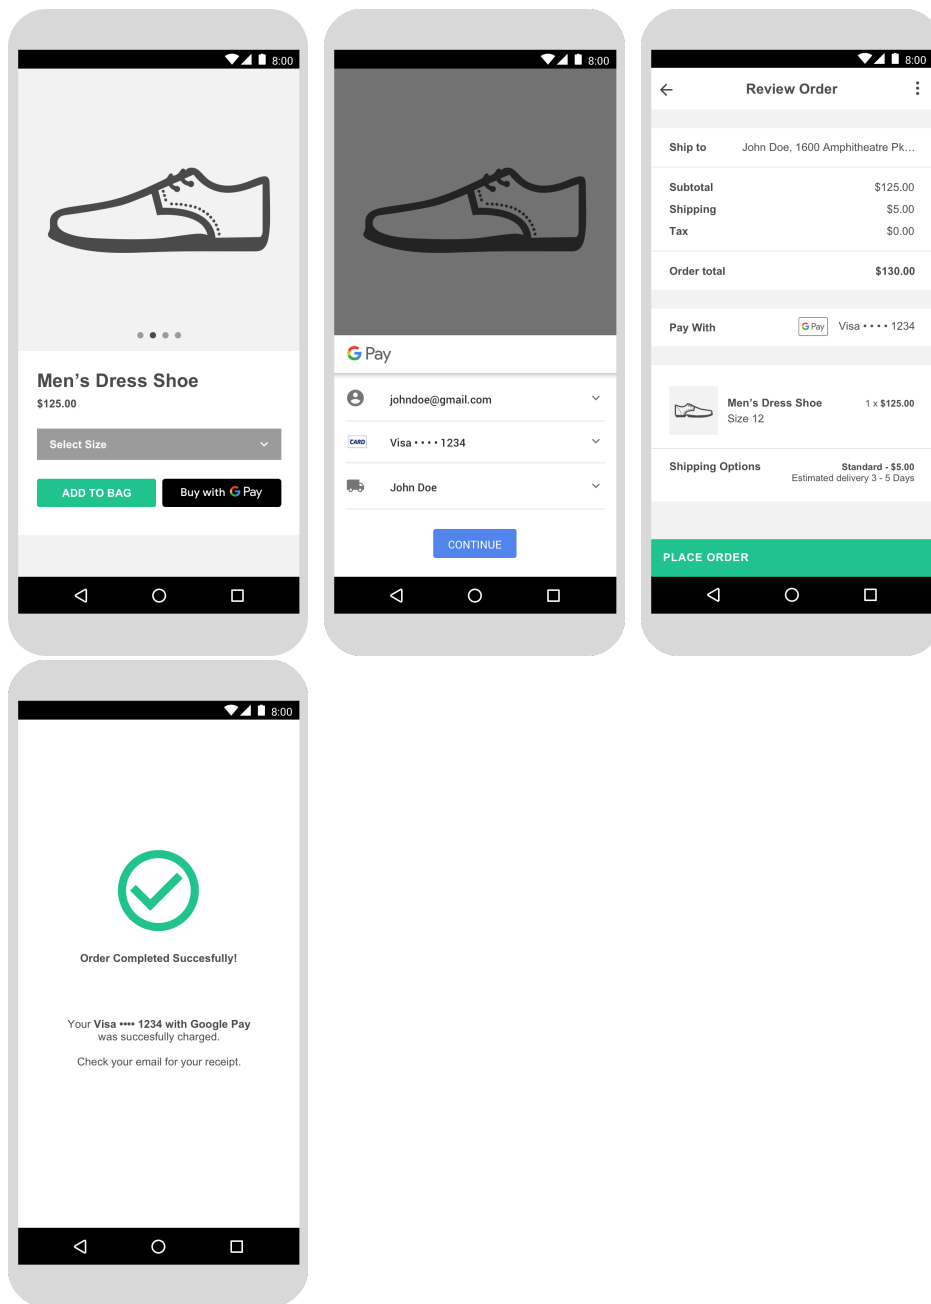 8:00
Men's Dress Shoe
$125.00
Select Size
ADD TO BAG
Buy with G Pay
8:00
G Pay
johndoe@gmail.com
CARD Visa •••• 1234
John Doe
CONTINUE
8:00
Review Order
Ship to John Doe, 1600 Amphitheatre Pk...
Subtotal $125.00
Shipping $5.00
Tax $0.00
Order total $130.00
Pay With G Pay Visa •••• 1234
Men's Dress Shoe 1 x $125.00
Size 12
Shipping Options Standard - $5.00
Estimated delivery 3 - 5 Days
PLACE ORDER
8:00
Order Completed Succesfully!
Your Visa •••• 1234 with Google Pay
was succesfully charged.
Check your email for your receipt.